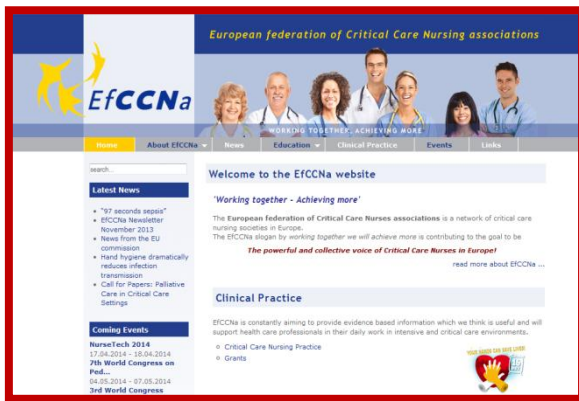 European federation of Critical Care Nursing associations
EfCCNa
WORKING TOGETHER, ACHIEVING MORE
Home
About EfCCNa
News
Education
Clinical Practice
Events
Links
search...
Latest News
"97 seconds sepsis"
EfCCNa Newsletter
November 2013
News from the EU
commission
Hand hygiene dramatically
reduces infection
transmission
Call for Papers: Palliative
Care in Critical Care
Settings
Coming Events
NurseTech 2014
17.04.2014 - 18.04.2014
7th World Congress on
Ped...
04.05.2014 - 07.05.2014
3rd World Congress
Welcome to the EfCCNa website
'Working together - Achieving more'
The European federation of Critical Care Nurses associations is a network of critical care
nursing societies in Europe.
The EfCCNa slogan by working together we will achieve more is contributing to the goal to be
The powerful and collective voice of Critical Care Nurses in Europe!
read more about EfCCNa ...
Clinical Practice
EfCCNa is constantly aiming to provide evidence based information which we think is useful and will
support health care professionals in their daily work in intensive and critical care environments.
Critical Care Nursing Practice
Grants
YOUR HANDS CAN SAVE LIVES!